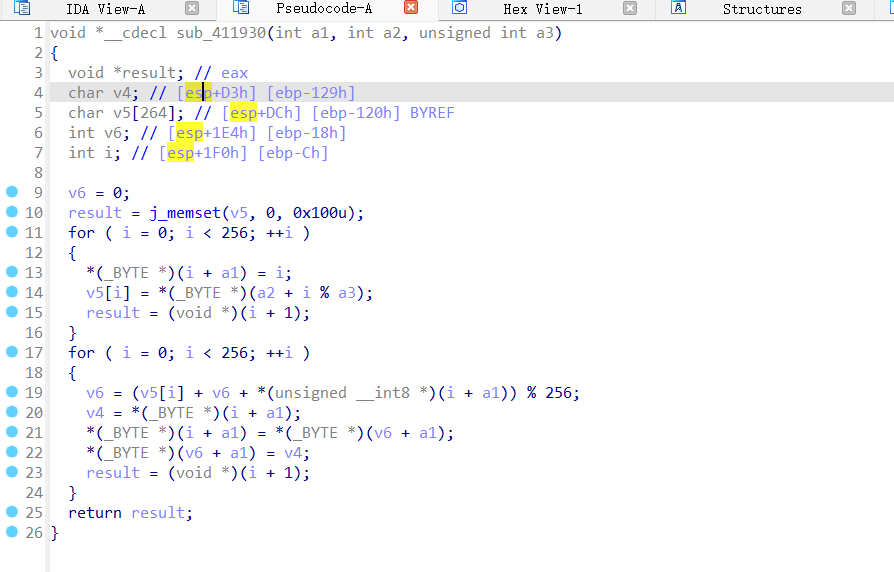 IDA View-A Pseudocode-A Hex View-1 Structures
1 void *__cdecl sub_411930(int a1, int a2, unsigned int a3)
2 {
3   void *result; // eax
4   char v4; // [esp+D3h] [ebp-129h]
5   char v5[264]; // [esp+DCh] [ebp-120h] BYREF
6   int v6; // [esp+1E4h] [ebp-18h]
7   int i; // [esp+1F0h] [ebp-Ch]
8
9   v6 = 0;
10   result = j_memset(v5, 0, 0x100u);
11   for ( i = 0; i < 256; ++i )
12   {
13     *(_BYTE *)(i + a1) = i;
14     v5[i] = *(_BYTE *)(a2 + i % a3);
15     result = (void *)(i + 1);
16   }
17   for ( i = 0; i < 256; ++i )
18   {
19     v6 = (v5[i] + v6 + *(unsigned __int8 *)(i + a1)) % 256;
20     v4 = *(_BYTE *)(i + a1);
21     *(_BYTE *)(i + a1) = *(_BYTE *)(v6 + a1);
22     *(_BYTE *)(v6 + a1) = v4;
23     result = (void *)(i + 1);
24   }
25   return result;
26 }